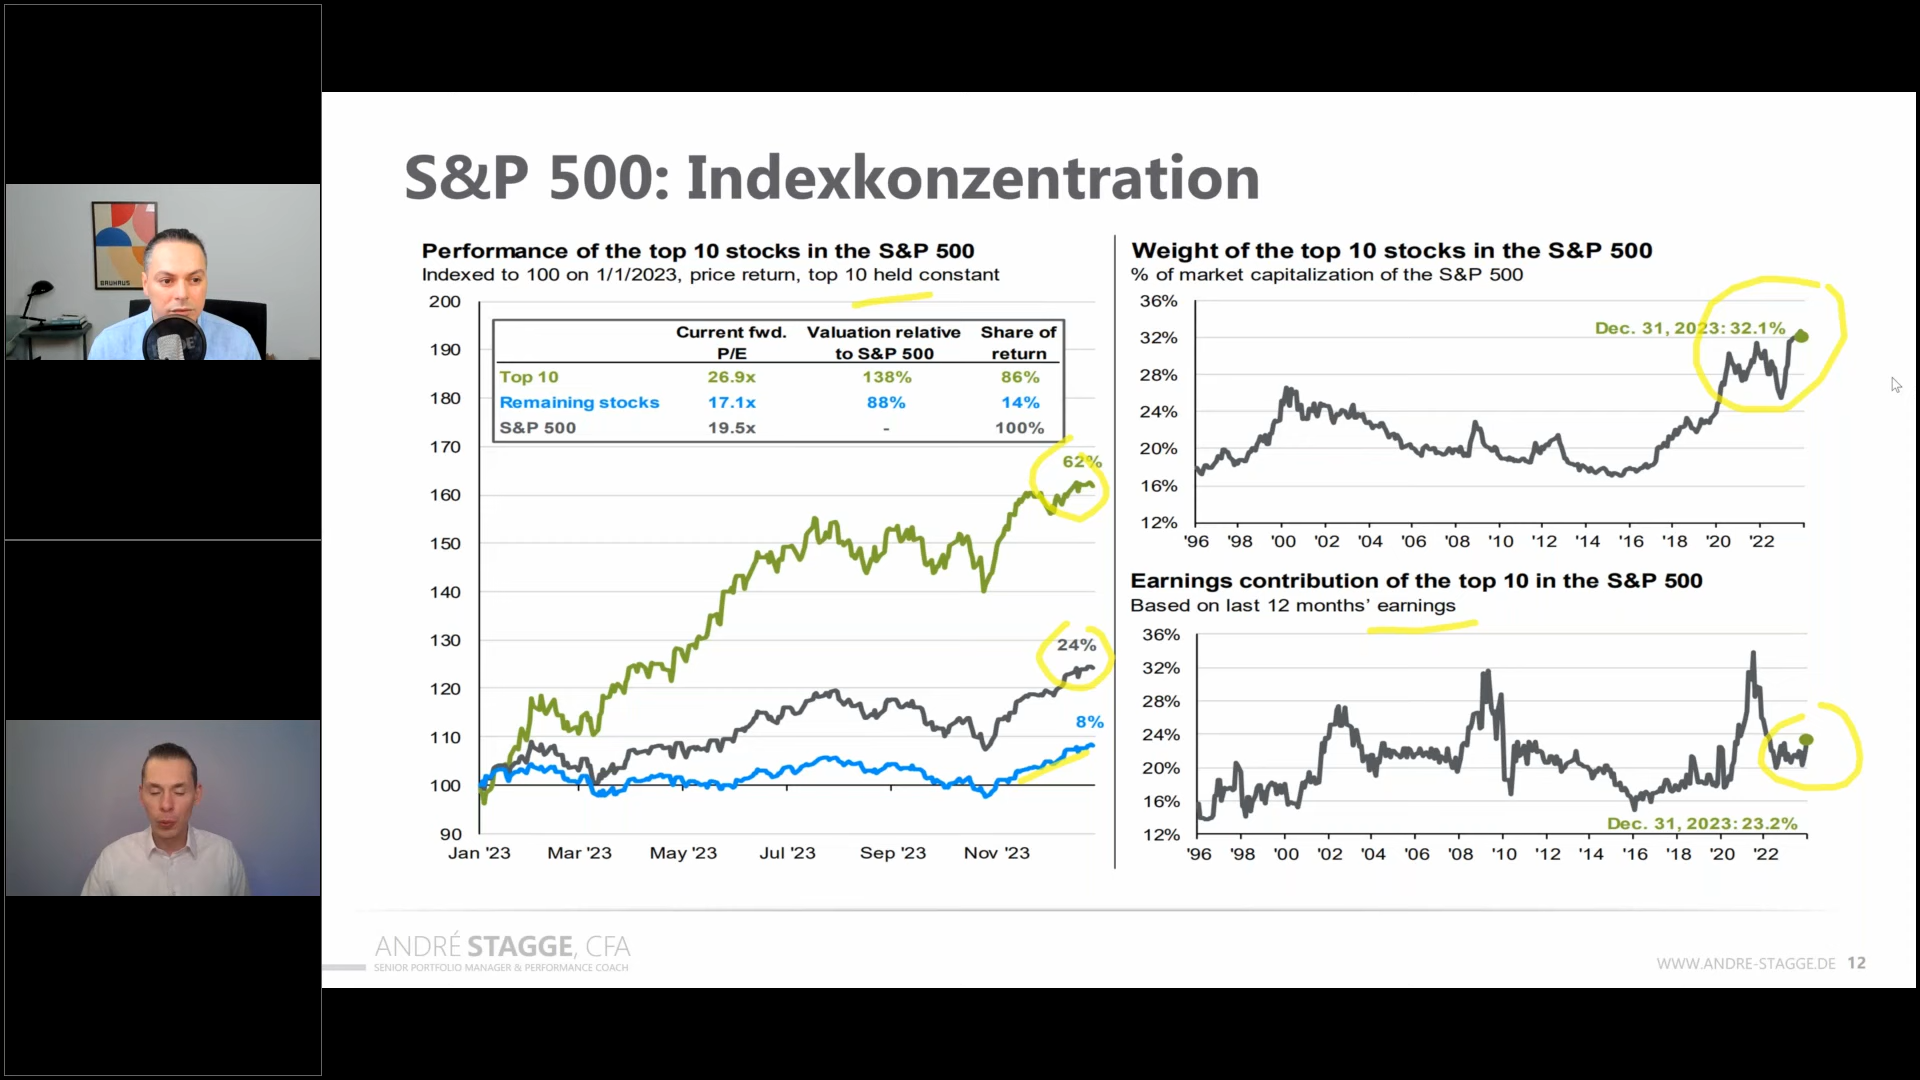 BAUHAUS
S&P 500: Indexkonzentration
Performance of the top 10 stocks in the S&P 500
Indexed to 100 on 1/1/2023, price return, top 10 held constant
200
190
180
170
160
150
140
130
120
110
100
90
Current fwd. P/E
Valuation relative to S&P 500
Share of return
Top 10 26.9x 138% 86%
Remaining stocks 17.1x 88% 14%
S&P 500 19.5x - 100%
62%
24%
8%
Jan '23 Mar '23 May '23 Jul '23 Sep '23 Nov '23
Weight of the top 10 stocks in the S&P 500
% of market capitalization of the S&P 500
36%
32%
28%
24%
20%
16%
12%
Dec. 31, 2023: 32.1%
'96 '98 '00 '02 '04 '06 '08 '10 '12 '14 '16 '18 '20 '22
Earnings contribution of the top 10 in the S&P 500
Based on last 12 months' earnings
36%
32%
28%
24%
20%
16%
12%
Dec. 31, 2023: 23.2%
'96 '98 '00 '02 '04 '06 '08 '10 '12 '14 '16 '18 '20 '22
ANDRÉ STAGGE, CFA
SENIOR PORTFOLIO MANAGER & PERFORMANCE COACH
WWW.ANDRE-STAGGE.DE 12